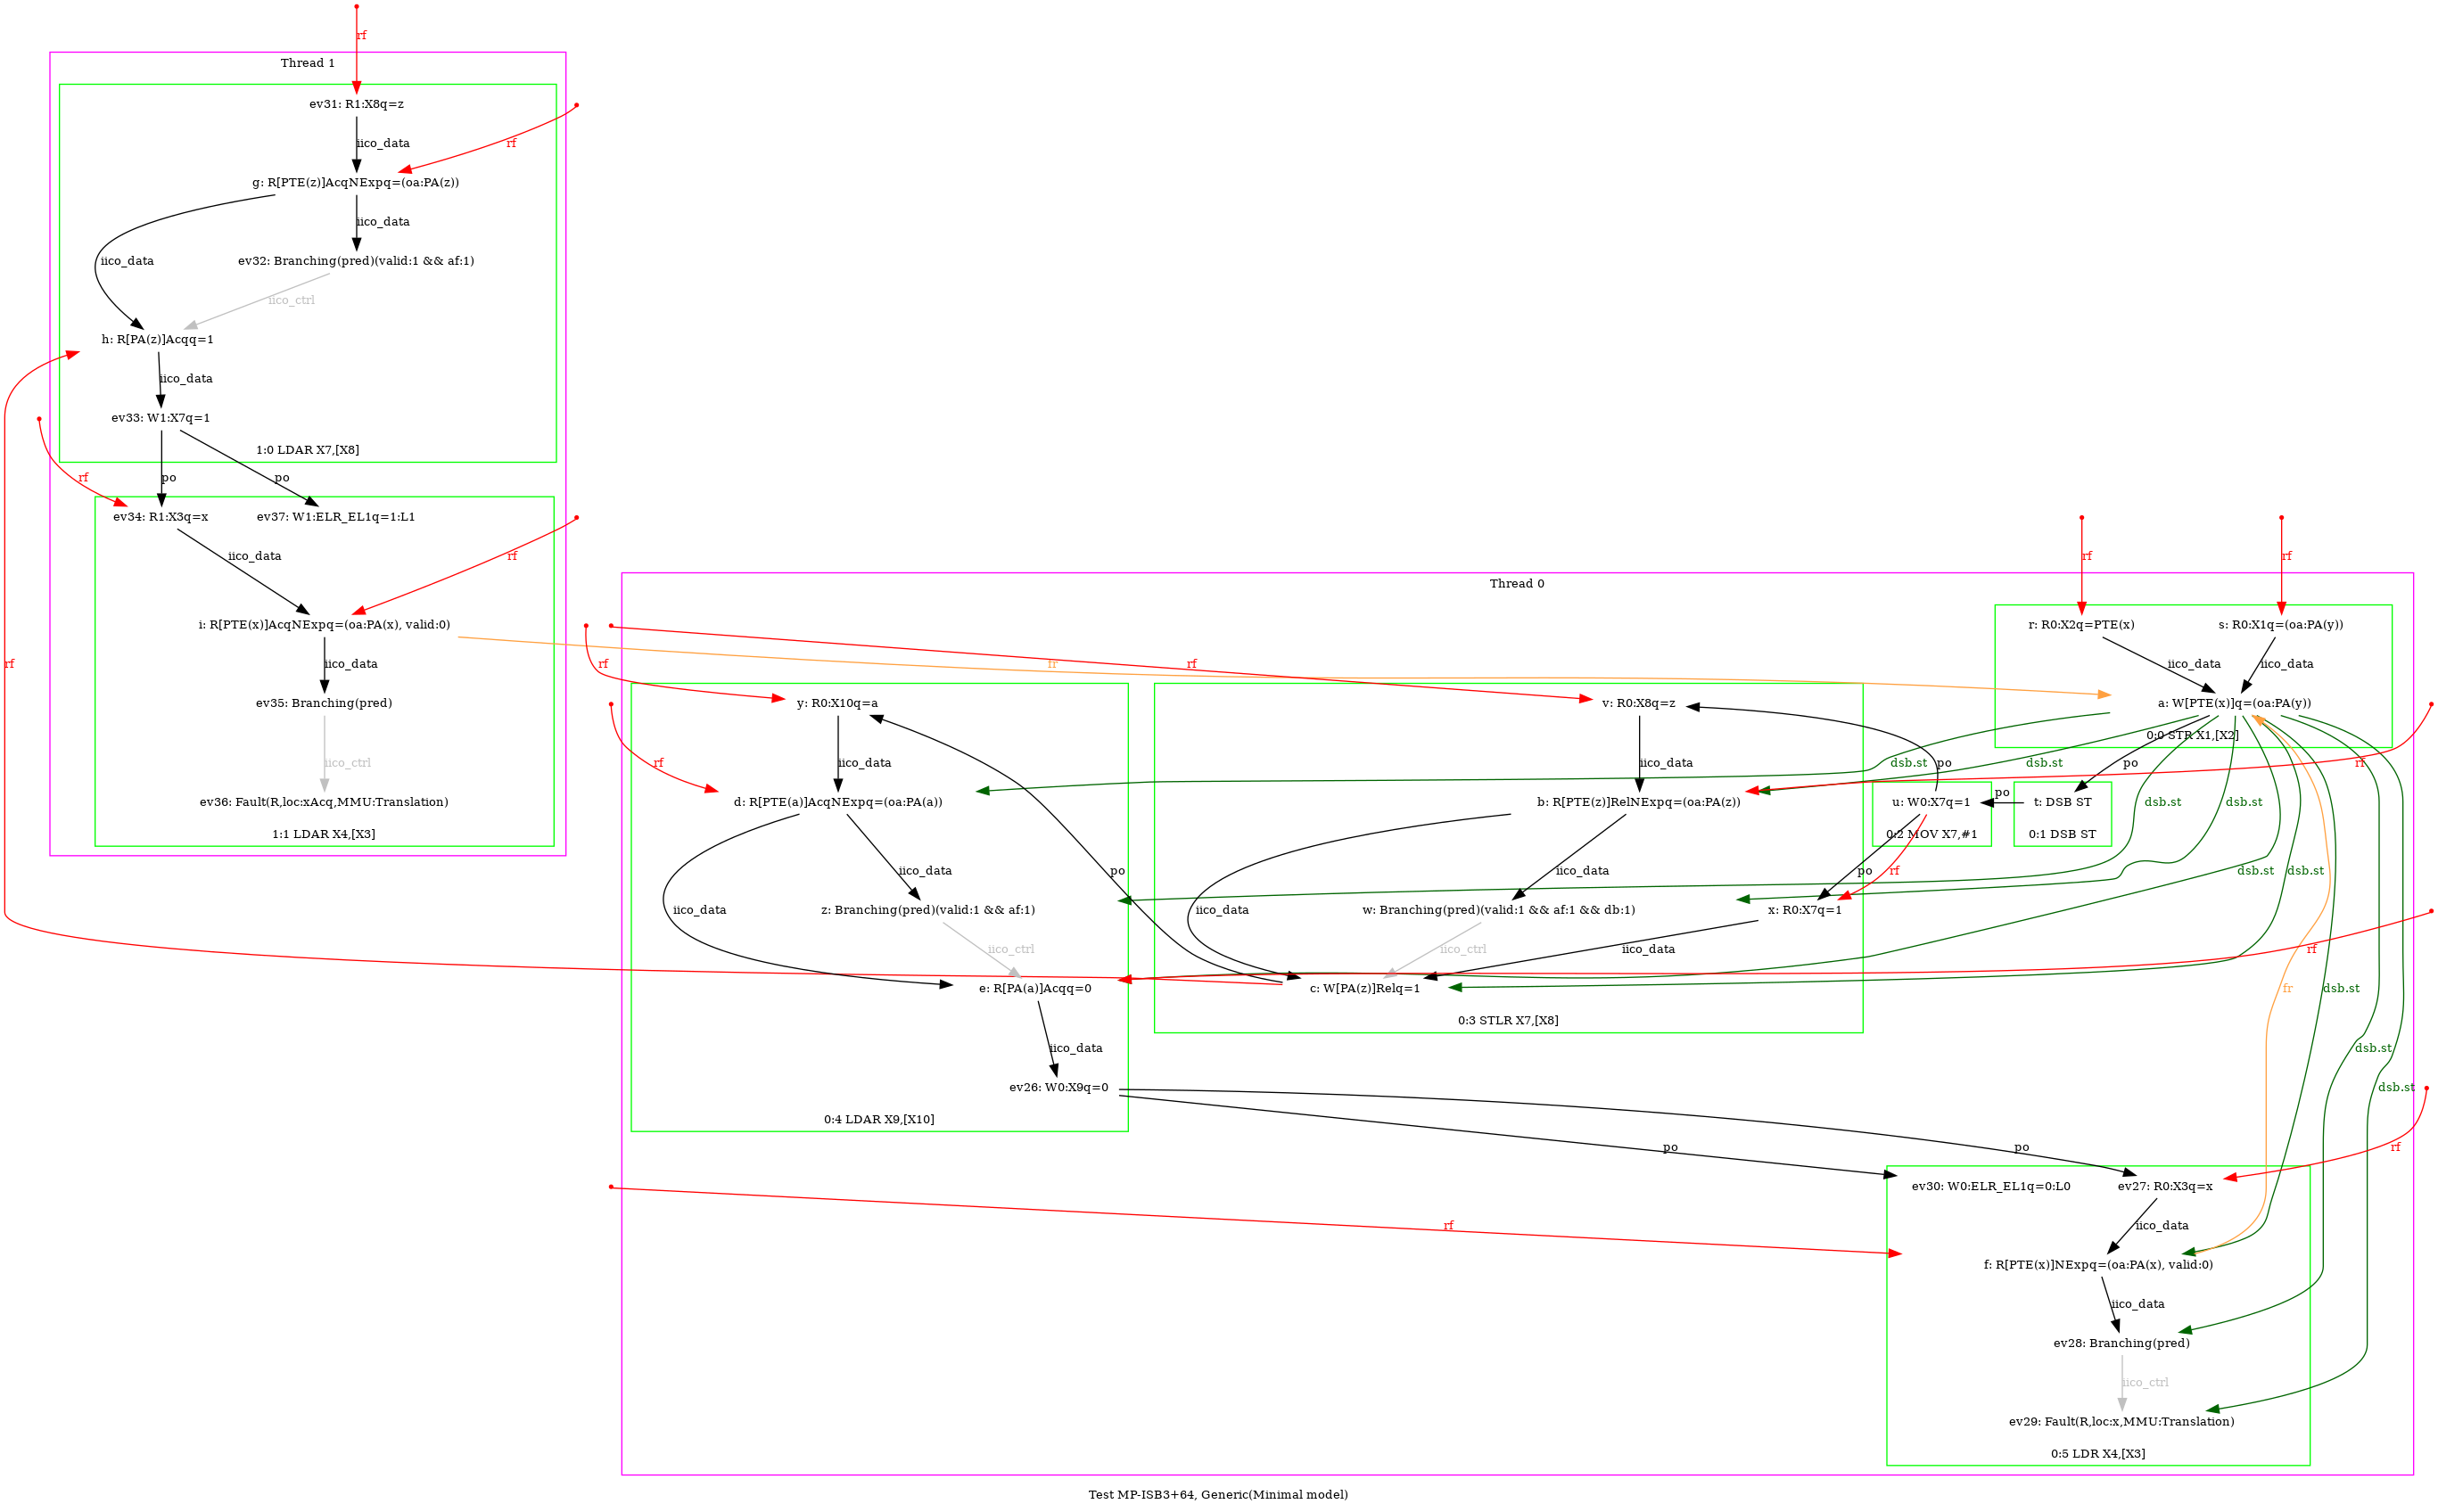 rf
Thread 1
ev31: R1:X8q=z
iico_data
rf
g: R[PTE(z)]AcqNExpq=(oa:PA(z))
iico_data
iico_data
ev32: Branching(pred)(valid:1 && af:1)
iico_ctrl
h: R[PA(z)]Acqq=1
iico_data
ev33: W1:X7q=1
1:0 LDAR X7,[X8]
rf
po
po
ev34: R1:X3q=x
ev37: W1:ELR_EL1q=1:L1
iico_data
rf
i: R[PTE(x)]AcqNExpq=(oa:PA(x), valid:0)
iico_data
ev35: Branching(pred)
iico_ctrl
ev36: Fault(R,loc:xAcq,MMU:Translation)
1:1 LDAR X4,[X3]
rf
rf
rf
Thread 0
r: R0:X2q=PTE(x)
s: R0:X1q=(oa:PA(y))
iico_data
iico_data
a: W[PTE(x)]q=(oa:PA(y))
0:0 STR X1,[X2]
rf
fr
rf
y: R0:X10q=a
v: R0:X8q=z
rf
iico_data
iico_data
dsb.st
dsb.st
po
po
rf
d: R[PTE(a)]AcqNExpq=(oa:PA(a))
b: R[PTE(z)]RelNExpq=(oa:PA(z))
u: W0:X7q=1
po
t: DSB ST
dsb.st
dsb.st
0:2 MOV X7,#1
0:1 DSB ST
iico_data
po
iico_data
po
rf
dsb.st
dsb.st
iico_data
z: Branching(pred)(valid:1 && af:1)
iico_data
w: Branching(pred)(valid:1 && af:1 && db:1)
x: R0:X7q=1
iico_ctrl
iico_ctrl
iico_data
rf
e: R[PA(a)]Acqq=0
c: W[PA(z)]Relq=1
fr
dsb.st
0:3 STLR X7,[X8]
iico_data
dsb.st
ev26: W0:X9q=0
dsb.st
0:4 LDAR X9,[X10]
po
po
rf
ev30: W0:ELR_EL1q=0:L0
ev27: R0:X3q=x
rf
iico_data
f: R[PTE(x)]NExpq=(oa:PA(x), valid:0)
iico_data
ev28: Branching(pred)
iico_ctrl
ev29: Fault(R,loc:x,MMU:Translation)
0:5 LDR X4,[X3]
Test MP-ISB3+64, Generic(Minimal model)